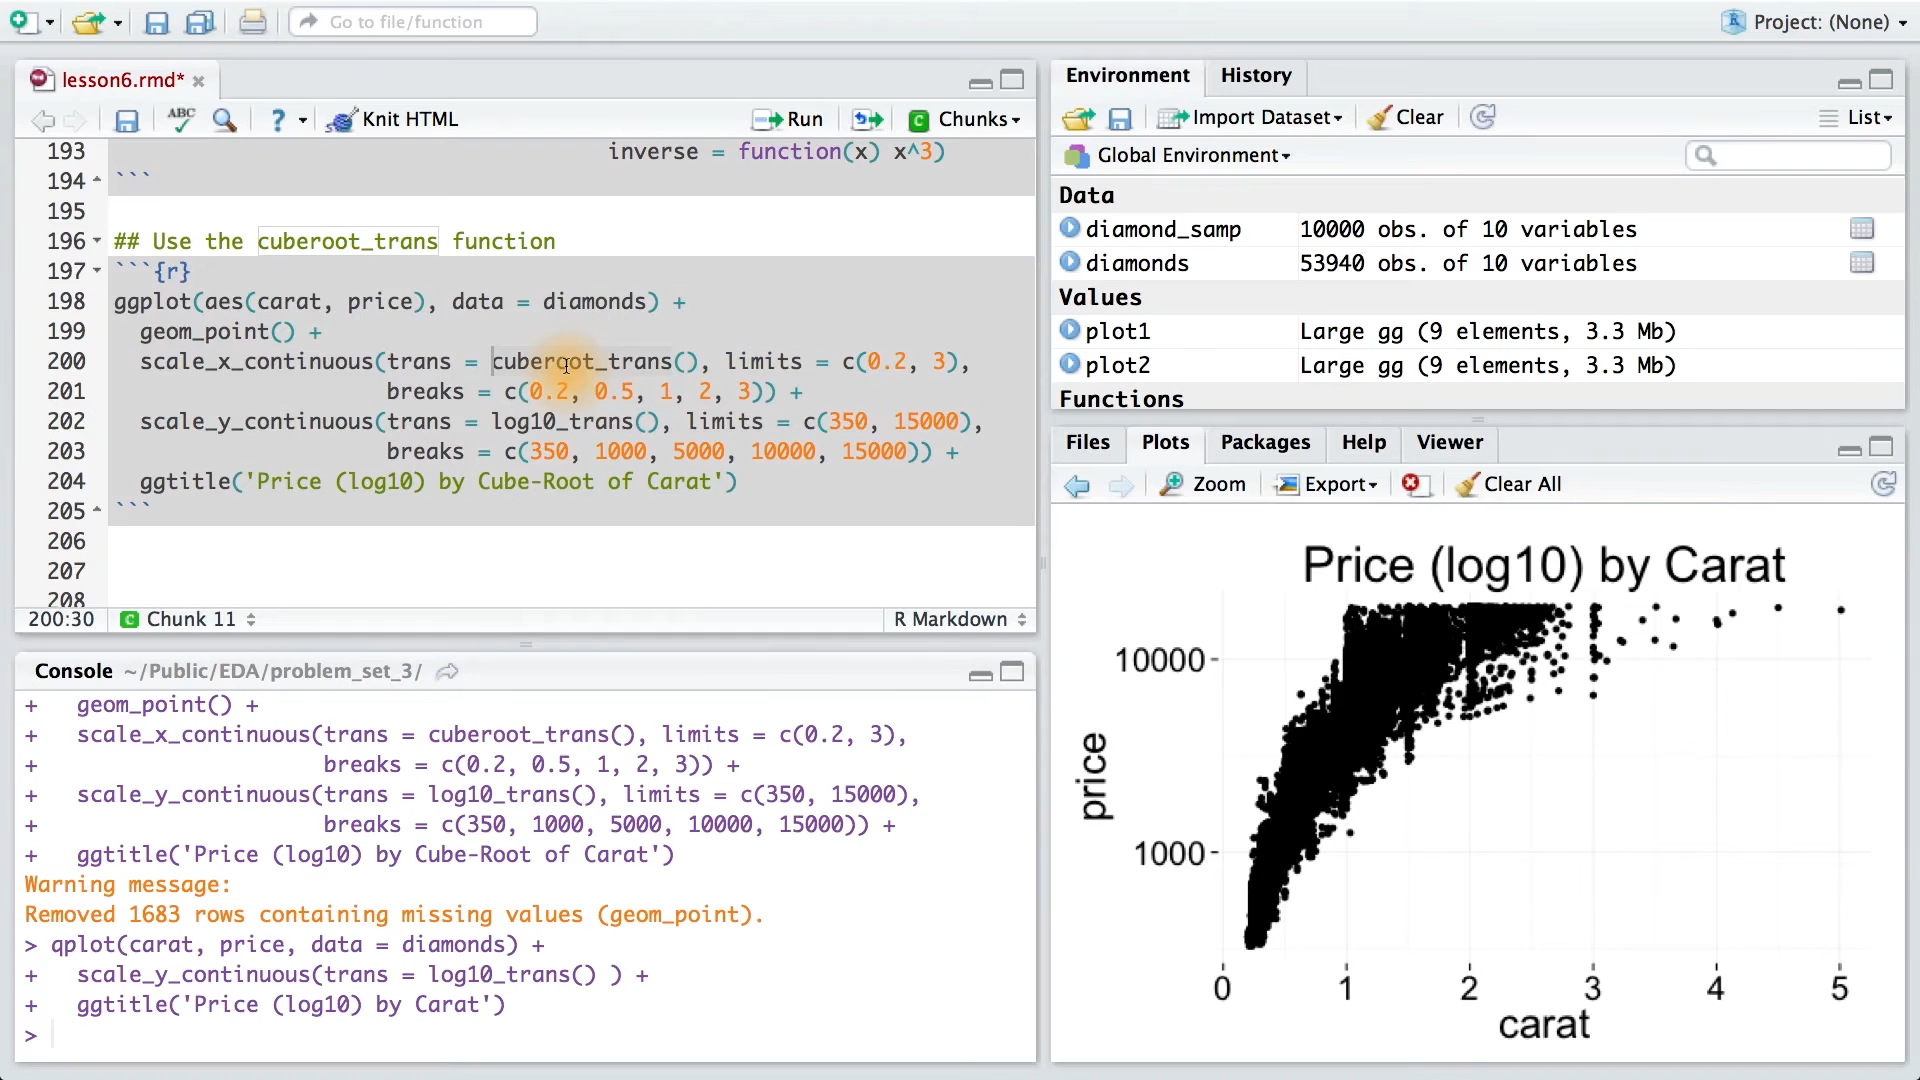 Go to file/function
Project: (None)
lesson6.rmd*
ABC
?
Knit HTML
Run
Chunks
193 inverse = function(x) x^3)
194 ```
195
196 ## Use the cuberoot_trans function
197 ```{r}
198 ggplot(aes(carat, price), data = diamonds) +
199 geom_point() +
200 scale_x_continuous(trans = cuberoot_trans(), limits = c(0.2, 3),
201 breaks = c(0.2, 0.5, 1, 2, 3)) +
202 scale_y_continuous(trans = log10_trans(), limits = c(350, 15000),
203 breaks = c(350, 1000, 5000, 10000, 15000)) +
204 ggtitle('Price (log10) by Cube-Root of Carat')
205 ```
206
207
208
200:30 C Chunk 11 R Markdown
Console ~/Public/EDA/problem_set_3/
+ geom_point() +
+ scale_x_continuous(trans = cuberoot_trans(), limits = c(0.2, 3),
+ breaks = c(0.2, 0.5, 1, 2, 3)) +
+ scale_y_continuous(trans = log10_trans(), limits = c(350, 15000),
+ breaks = c(350, 1000, 5000, 10000, 15000)) +
+ ggtitle('Price (log10) by Cube-Root of Carat')
Warning message:
Removed 1683 rows containing missing values (geom_point).
> qplot(carat, price, data = diamonds) +
+ scale_y_continuous(trans = log10_trans() ) +
+ ggtitle('Price (log10) by Carat')
>
Environment History
Import Dataset Clear List
Global Environment
Data
diamond_samp 10000 obs. of 10 variables
diamonds 53940 obs. of 10 variables
Values
plot1 Large gg (9 elements, 3.3 Mb)
plot2 Large gg (9 elements, 3.3 Mb)
Functions
Files Plots Packages Help Viewer
Zoom Export Clear All
Price (log10) by Carat
10000
price
1000
0 1 2 3 4 5
carat